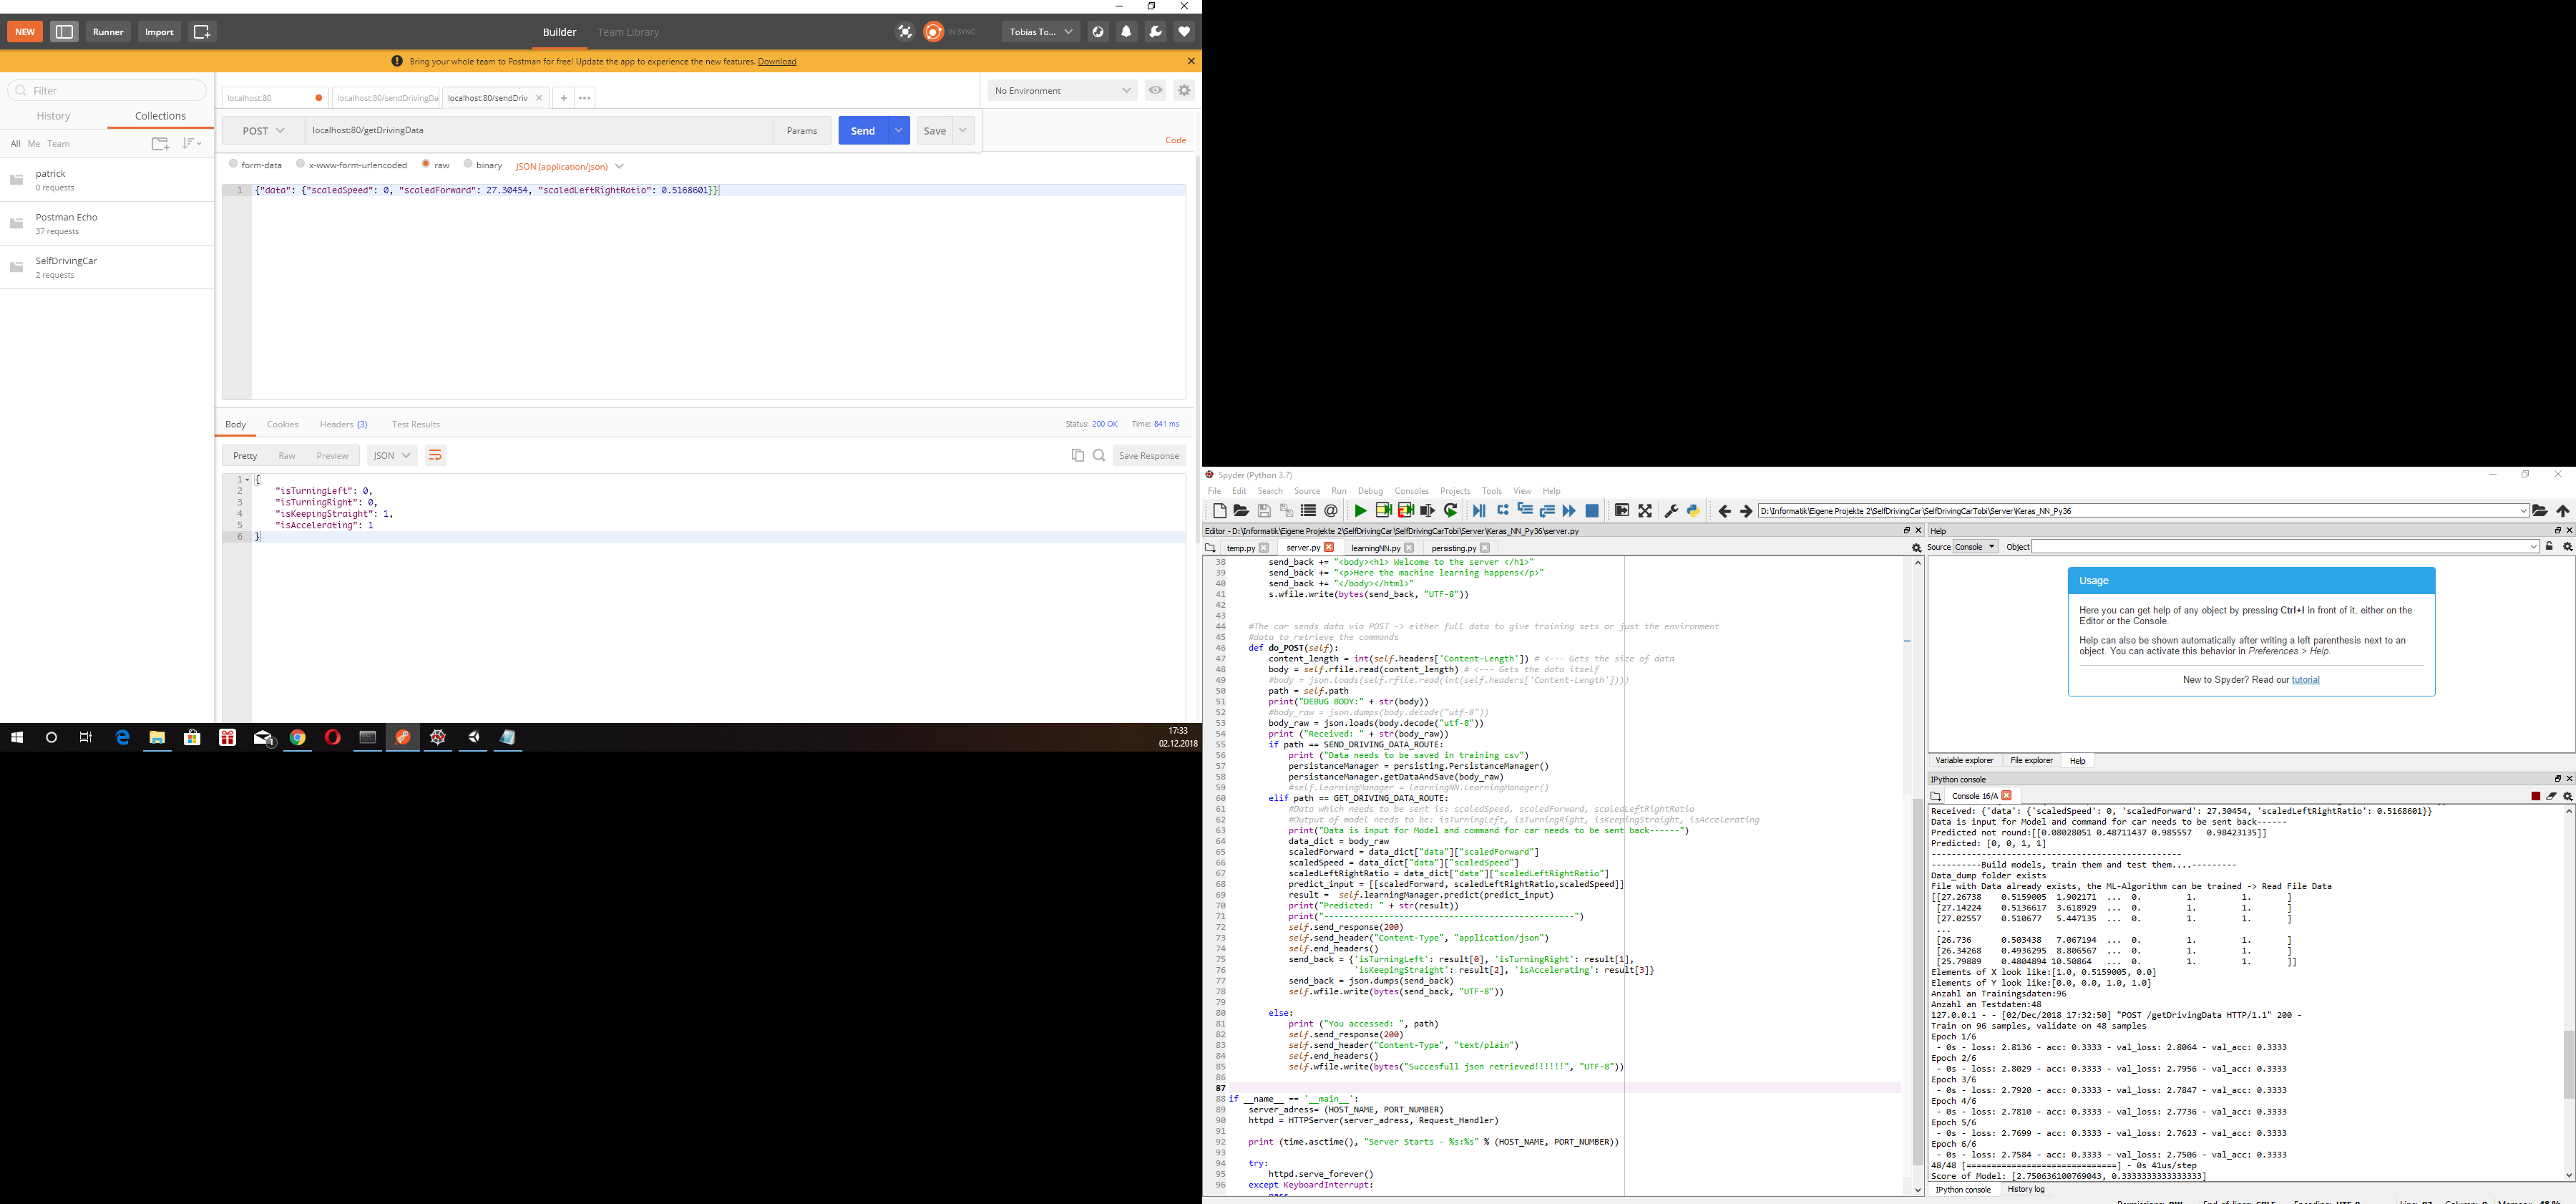 NEW
Runner
Import
Builder
Team Library
IN SYNC
Tobias To...
Bring your whole team to Postman for free! Update the app to experience the new features. Download
Filter
History
Collections
All Me Team
patrick
0 requests
Postman Echo
37 requests
SelfDrivingCar
2 requests
localhost:80
localhost:80/sendDrivingDa
localhost:80/sendDriv
No Environment
POST
localhost:80/getDrivingData
Params
Send
Save
Code
form-data
x-www-form-urlencoded
raw
binary
JSON (application/json)
1 {"data": {"scaledSpeed": 0, "scaledForward": 27.30454, "scaledLeftRightRatio": 0.5168601}}
Body
Cookies
Headers (3)
Test Results
Status: 200 OK
Time: 841 ms
Pretty
Raw
Preview
JSON
Save Response
1 {
2 "isTurningLeft": 0,
3 "isTurningRight": 0,
4 "isKeepingStraight": 1,
5 "isAccelerating": 1
6 }
17:33
02.12.2018
Spyder (Python 3.7)
File Edit Search Source Run Debug Consoles Projects Tools View Help
D:\Informatik\Eigene Projekte 2\SelfDrivingCar\SelfDrivingCarTobi\Server\Keras_NN_Py36
Editor - D:\Informatik\Eigene Projekte 2\SelfDrivingCar\SelfDrivingCarTobi\Server\Keras_NN_Py36\server.py
temp.py
server.py
learningNN.py
persisting.py
38 send_back += "<body><h1> Welcome to the server </h1>"
39 send_back += "<p>Here the machine learning happens</p>"
40 send_back += "</body></html>"
41 s.wfile.write(bytes(send_back, "UTF-8"))
42
43
44 #The car sends data via POST -> either full data to give training sets or just the environment
45 #data to retrieve the commands
46 def do_POST(self):
47 content_length = int(self.headers['Content-Length']) # <--- Gets the size of data
48 body = self.rfile.read(content_length) # <--- Gets the data itself
49 #body = json.loads(self.rfile.read(int(self.headers['Content-Length'])))
50 path = self.path
51 print("DEBUG BODY:" + str(body))
52 #body_raw = json.dumps(body.decode("utf-8"))
53 body_raw = json.loads(body.decode("utf-8"))
54 print ("Received: " + str(body_raw))
55 if path == SEND_DRIVING_DATA_ROUTE:
56 print ("Data needs to be saved in training csv")
57 persistanceManager = persisting.PersistanceManager()
58 persistanceManager.getDataAndSave(body_raw)
59 #self.learningManager = LearningNN.LearningManager()
60 elif path == GET_DRIVING_DATA_ROUTE:
61 #Data which needs to be sent is: scaledSpeed, scaledForward, scaledLeftRightRatio
62 #Output of model needs to be: isTurningLeft, isTurningRight, isKeepingStraight, isAccelerating
63 print("Data is input for Model and command for car needs to be sent back------")
64 data_dict = body_raw
65 scaledForward = data_dict["data"]["scaledForward"]
66 scaledSpeed = data_dict["data"]["scaledSpeed"]
67 scaledLeftRightRatio = data_dict["data"]["scaledLeftRightRatio"]
68 predict_input = [[scaledForward, scaledLeftRightRatio,scaledSpeed]]
69 result = self.learningManager.predict(predict_input)
70 print("Predicted: " + str(result))
71 print("--------------------------------------------------")
72 self.send_response(200)
73 self.send_header("Content-Type", "application/json")
74 self.end_headers()
75 send_back = {'isTurningLeft': result[0], 'isTurningRight': result[1],
76 'isKeepingStraight': result[2], 'isAccelerating': result[3]}
77 send_back = json.dumps(send_back)
78 self.wfile.write(bytes(send_back, "UTF-8"))
79
80 else:
81 print ("You accessed: ", path)
82 self.send_response(200)
83 self.send_header("Content-Type", "text/plain")
84 self.end_headers()
85 self.wfile.write(bytes("Succesfull json retrieved!!!!!!", "UTF-8"))
86
87
88 if __name__ == '__main__':
89 server_adress= (HOST_NAME, PORT_NUMBER)
90 httpd = HTTPServer(server_adress, Request_Handler)
91
92 print (time.asctime(), "Server Starts - %s:%s" % (HOST_NAME, PORT_NUMBER))
93
94 try:
95 httpd.serve_forever()
96 except KeyboardInterrupt:
Help
Source Console Object
Usage
Here you can get help of any object by pressing Ctrl+I in front of it, either on the
Editor or the Console.
Help can also be shown automatically after writing a left parenthesis next to an
object. You can activate this behavior in Preferences > Help.
New to Spyder? Read our tutorial
Variable explorer
File explorer
Help
IPython console
Console 16/A
Received: {'data': {'scaledSpeed': 0, 'scaledForward': 27.30454, 'scaledLeftRightRatio': 0.5168601}}
Data is input for Model and command for car needs to be sent back------
Predicted not round:[[0.08028051 0.48711437 0.985557 0.98423135]]
Predicted: [0, 0, 1, 1]
--------------------------------------------------
----------Build models, train them and test them....---------
Data_dump folder exists
File with Data already exists, the ML-Algorithm can be trained -> Read File Data
[[27.26738 0.5159005 1.902171 ... 0. 1. 1. ]
[27.14224 0.5136617 3.618929 ... 0. 1. 1. ]
[27.02557 0.510677 5.447135 ... 0. 1. 1. ]
...
[26.736 0.503438 7.067194 ... 0. 1. 1. ]
[26.34268 0.4936295 8.806567 ... 0. 1. 1. ]
[25.79889 0.4804894 10.50864 ... 0. 1. 1. ]]
Elements of X look like:[1.0, 0.5159005, 0.0]
Elements of Y look like:[0.0, 0.0, 1.0, 1.0]
Anzahl an Trainingsdaten:96
Anzahl an Testdaten:48
127.0.0.1 - - [02/Dec/2018 17:32:50] "POST /getDrivingData HTTP/1.1" 200 -
Train on 96 samples, validate on 48 samples
Epoch 1/6
- 0s - loss: 2.8136 - acc: 0.3333 - val_loss: 2.8064 - val_acc: 0.3333
Epoch 2/6
- 0s - loss: 2.8029 - acc: 0.3333 - val_loss: 2.7956 - val_acc: 0.3333
Epoch 3/6
- 0s - loss: 2.7920 - acc: 0.3333 - val_loss: 2.7847 - val_acc: 0.3333
Epoch 4/6
- 0s - loss: 2.7810 - acc: 0.3333 - val_loss: 2.7736 - val_acc: 0.3333
Epoch 5/6
- 0s - loss: 2.7699 - acc: 0.3333 - val_loss: 2.7623 - val_acc: 0.3333
Epoch 6/6
- 0s - loss: 2.7584 - acc: 0.3333 - val_loss: 2.7506 - val_acc: 0.3333
48/48 [==============================] - 0s 41us/step
Score of Model: [2.750636100769043, 0.3333333333333333]
IPython console
History log